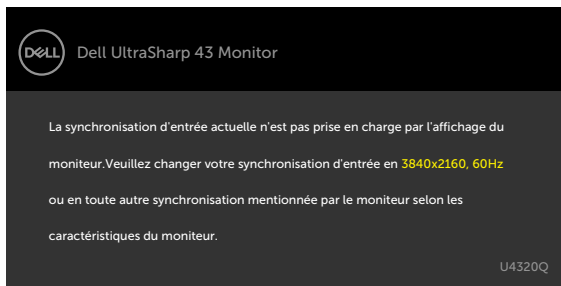 DELL
Dell UltraSharp 43 Monitor
La synchronisation d'entrée actuelle n'est pas prise en charge par l'affichage du
moniteur.Veuillez changer votre synchronisation d'entrée en 3840x2160, 60Hz
ou en toute autre synchronisation mentionnée par le moniteur selon les
caractéristiques du moniteur.
U4320Q